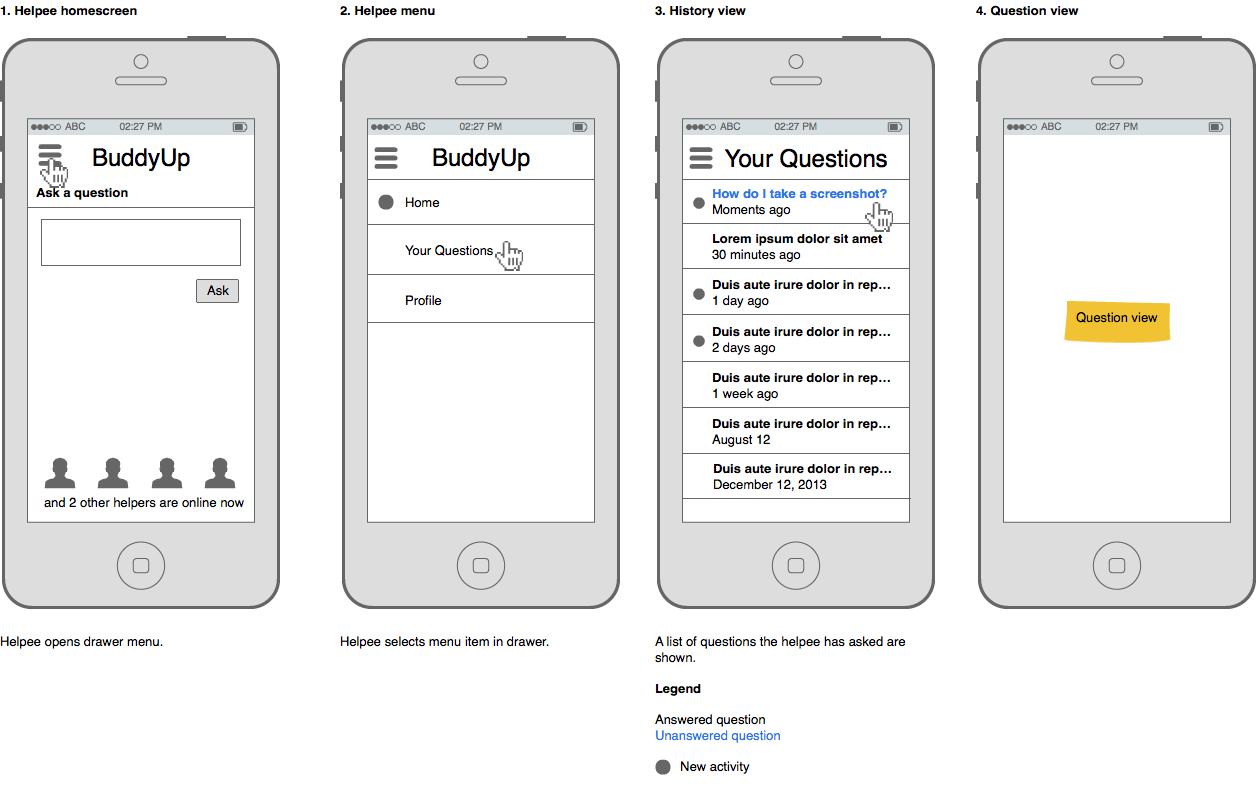 1. Helpee homescreen
●●●○○ ABC 02:27 PM
BuddyUp
Ask a question
Ask
and 2 other helpers are online now
Helpee opens drawer menu.
2. Helpee menu
●●●○○ ABC 02:27 PM
BuddyUp
Home
Your Questions
Profile
Helpee selects menu item in drawer.
3. History view
●●●○○ ABC 02:27 PM
Your Questions
How do I take a screenshot?
Moments ago
Lorem ipsum dolor sit amet
30 minutes ago
Duis aute irure dolor in rep...
1 day ago
Duis aute irure dolor in rep...
2 days ago
Duis aute irure dolor in rep...
1 week ago
Duis aute irure dolor in rep...
August 12
Duis aute irure dolor in rep...
December 12, 2013
A list of questions the helpee has asked are
shown.
Legend
Answered question
Unanswered question
New activity
4. Question view
●●●○○ ABC 02:27 PM
Question view